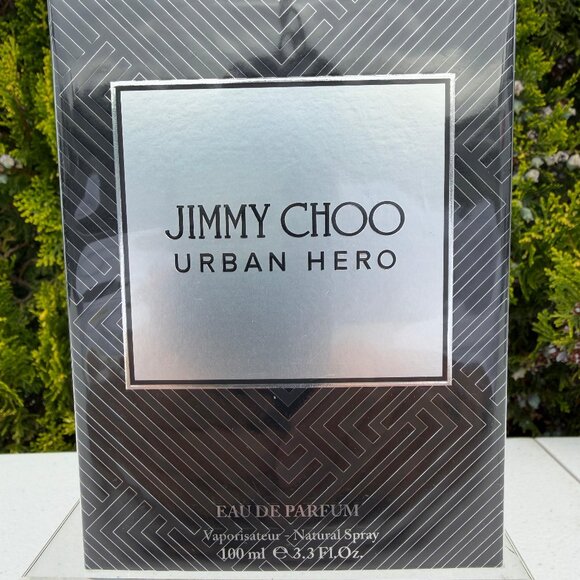 JIMMY CHOO
URBAN HERO
EAU DE PARFUM
Vaporisateur - Natural Spray
100 ml ℮ 3.3 Fl.Oz.